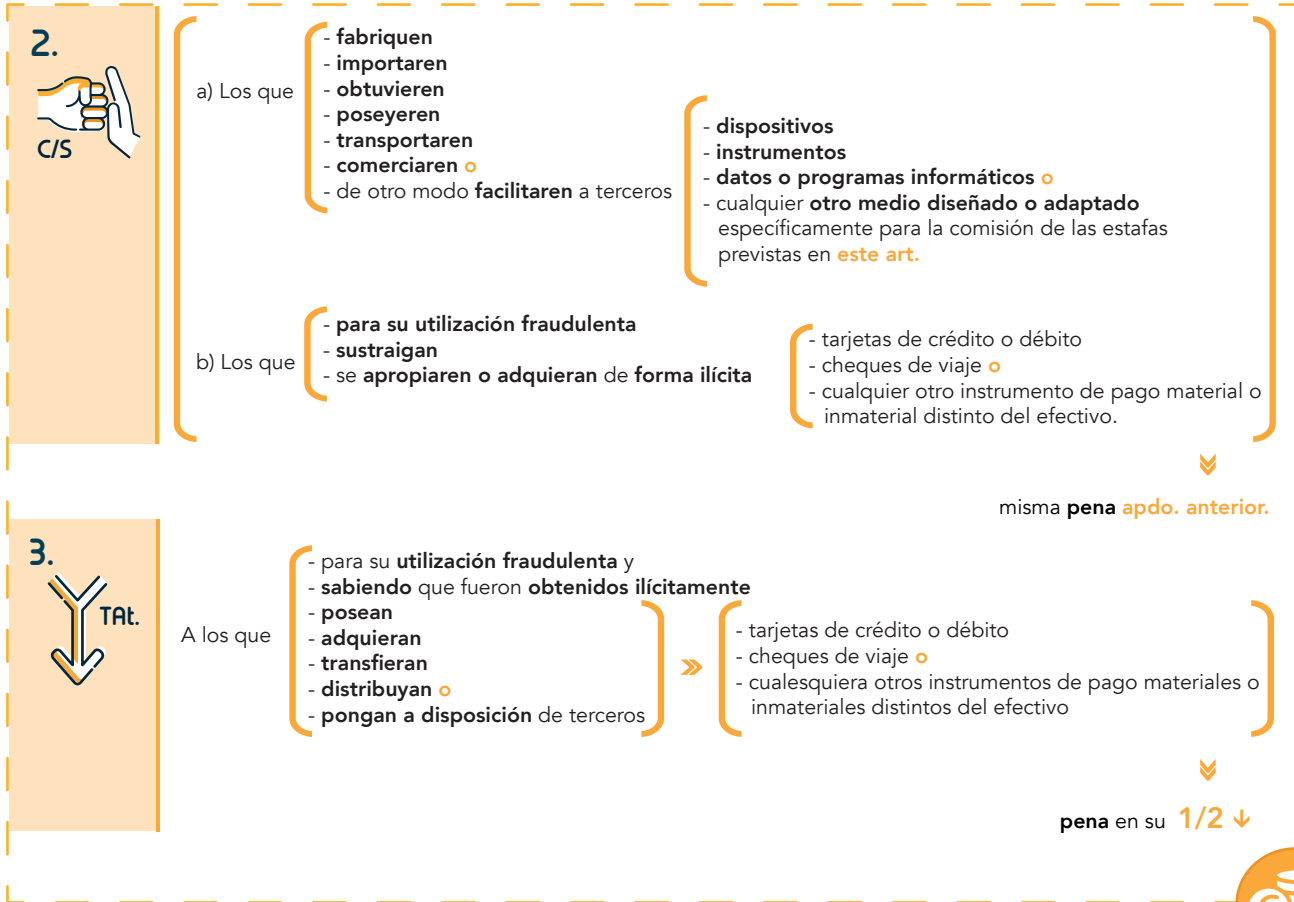 2.
C/S
a) Los que
- fabriquen
- importaren
- obtuvieren
- poseyeren
- transportaren
- comerciaren o
- de otro modo facilitaren a terceros
- dispositivos
- instrumentos
- datos o programas informáticos o
- cualquier otro medio diseñado o adaptado
específicamente para la comisión de las estafas
previstas en este art.
b) Los que
- para su utilización fraudulenta
- sustraigan
- se apropiaren o adquieran de forma ilícita
- tarjetas de crédito o débito
- cheques de viaje o
- cualquier otro instrumento de pago material o
inmaterial distinto del efectivo.
misma pena apdo. anterior.
3.
TAt.
A los que
- para su utilización fraudulenta y
- sabiendo que fueron obtenidos ilícitamente
- posean
- adquieran
- transfieran
- distribuyan o
- pongan a disposición de terceros
- tarjetas de crédito o débito
- cheques de viaje o
- cualesquiera otros instrumentos de pago materiales o
inmateriales distintos del efectivo
pena en su 1/2 ↓